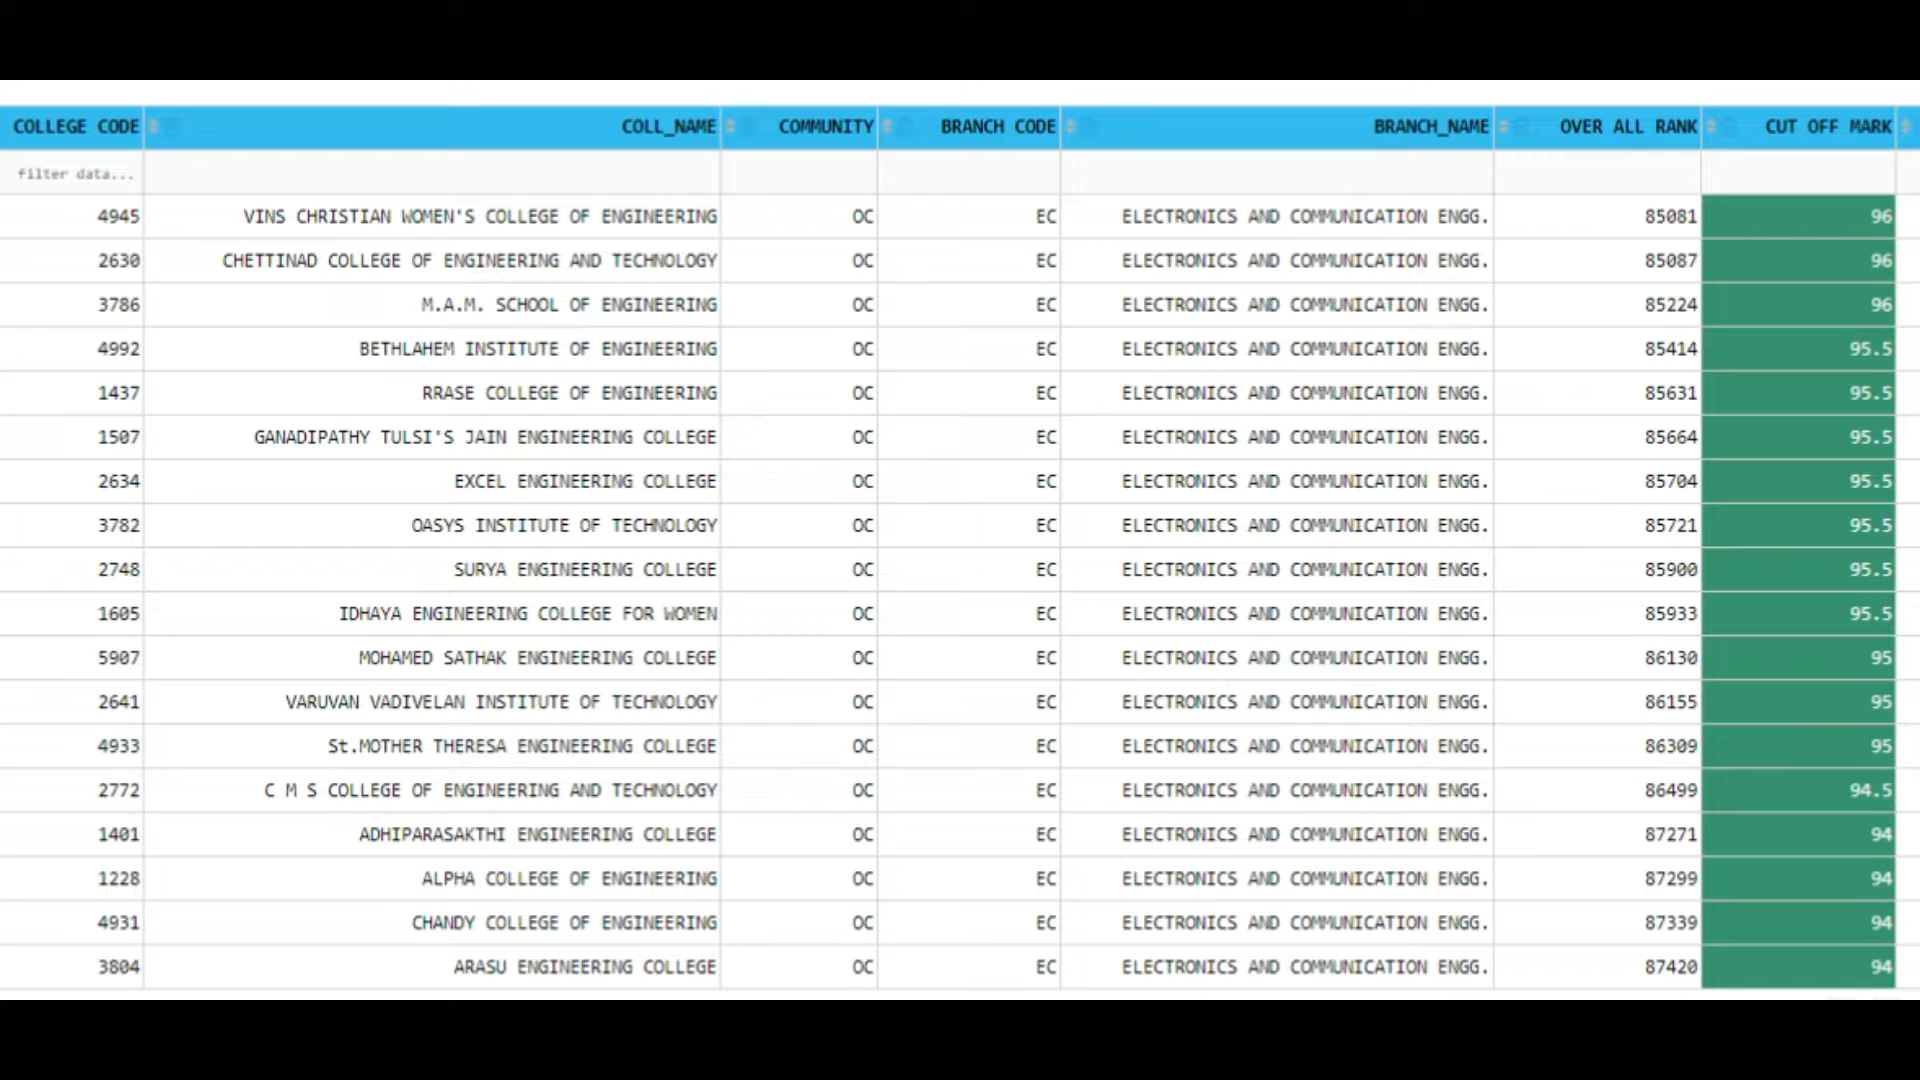 COLLEGE CODE COLL_NAME COMMUNITY BRANCH CODE BRANCH_NAME OVER ALL RANK CUT OFF MARK
filter data...
4945 VINS CHRISTIAN WOMEN'S COLLEGE OF ENGINEERING OC EC ELECTRONICS AND COMMUNICATION ENGG. 85081 96
2630 CHETTINAD COLLEGE OF ENGINEERING AND TECHNOLOGY OC EC ELECTRONICS AND COMMUNICATION ENGG. 85087 96
3786 M.A.M. SCHOOL OF ENGINEERING OC EC ELECTRONICS AND COMMUNICATION ENGG. 85224 96
4992 BETHLAHEM INSTITUTE OF ENGINEERING OC EC ELECTRONICS AND COMMUNICATION ENGG. 85414 95.5
1437 RRASE COLLEGE OF ENGINEERING OC EC ELECTRONICS AND COMMUNICATION ENGG. 85631 95.5
1507 GANADIPATHY TULSI'S JAIN ENGINEERING COLLEGE OC EC ELECTRONICS AND COMMUNICATION ENGG. 85664 95.5
2634 EXCEL ENGINEERING COLLEGE OC EC ELECTRONICS AND COMMUNICATION ENGG. 85704 95.5
3782 OASYS INSTITUTE OF TECHNOLOGY OC EC ELECTRONICS AND COMMUNICATION ENGG. 85721 95.5
2748 SURYA ENGINEERING COLLEGE OC EC ELECTRONICS AND COMMUNICATION ENGG. 85900 95.5
1605 IDHAYA ENGINEERING COLLEGE FOR WOMEN OC EC ELECTRONICS AND COMMUNICATION ENGG. 85933 95.5
5907 MOHAMED SATHAK ENGINEERING COLLEGE OC EC ELECTRONICS AND COMMUNICATION ENGG. 86130 95
2641 VARUVAN VADIVELAN INSTITUTE OF TECHNOLOGY OC EC ELECTRONICS AND COMMUNICATION ENGG. 86155 95
4933 St.MOTHER THERESA ENGINEERING COLLEGE OC EC ELECTRONICS AND COMMUNICATION ENGG. 86309 95
2772 C M S COLLEGE OF ENGINEERING AND TECHNOLOGY OC EC ELECTRONICS AND COMMUNICATION ENGG. 86499 94.5
1401 ADHIPARASAKTHI ENGINEERING COLLEGE OC EC ELECTRONICS AND COMMUNICATION ENGG. 87271 94
1228 ALPHA COLLEGE OF ENGINEERING OC EC ELECTRONICS AND COMMUNICATION ENGG. 87299 94
4931 CHANDY COLLEGE OF ENGINEERING OC EC ELECTRONICS AND COMMUNICATION ENGG. 87339 94
3804 ARASU ENGINEERING COLLEGE OC EC ELECTRONICS AND COMMUNICATION ENGG. 87420 94